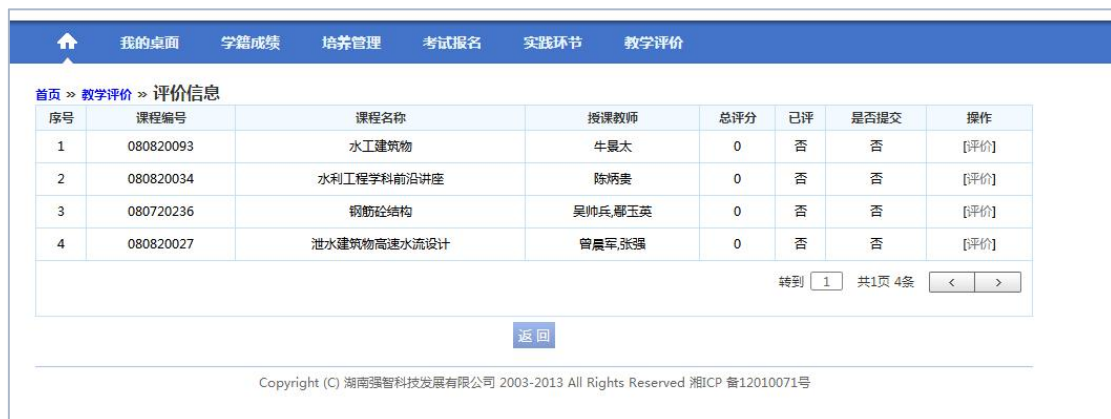 我的桌面 学籍成绩 培养管理 考试报名 实践环节 教学评价
首页 » 教学评价 » 评价信息
序号 课程编号 课程名称 授课教师 总评分 已评 是否提交 操作
1 080820093 水工建筑物 牛景太 0 否 否 [评价]
2 080820034 水利工程学科前沿讲座 陈炳贵 0 否 否 [评价]
3 080720236 钢筋砼结构 吴帅兵,鄢玉英 0 否 否 [评价]
4 080820027 泄水建筑物高速水流设计 曾晨军,张强 0 否 否 [评价]
转到 1 共1页 4条 < >
返回
Copyright (C) 湖南强智科技发展有限公司 2003-2013 All Rights Reserved 湘ICP 备12010071号